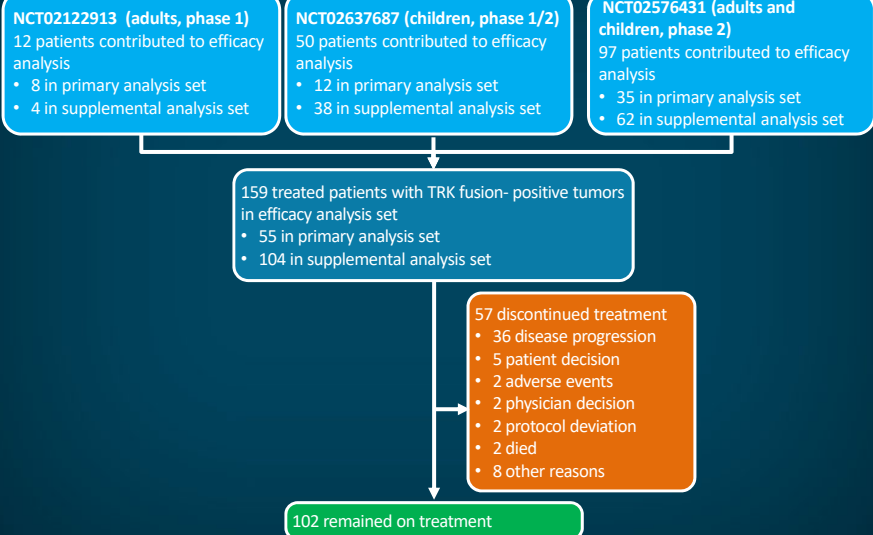 NCT02122913 (adults, phase 1)
12 patients contributed to efficacy
analysis
• 8 in primary analysis set
• 4 in supplemental analysis set
NCT02637687 (children, phase 1/2)
50 patients contributed to efficacy
analysis
• 12 in primary analysis set
• 38 in supplemental analysis set
NCT02576431 (adults and
children, phase 2)
97 patients contributed to efficacy
analysis
• 35 in primary analysis set
• 62 in supplemental analysis set
159 treated patients with TRK fusion- positive tumors
in efficacy analysis set
• 55 in primary analysis set
• 104 in supplemental analysis set
57 discontinued treatment
• 36 disease progression
• 5 patient decision
• 2 adverse events
• 2 physician decision
• 2 protocol deviation
• 2 died
• 8 other reasons
102 remained on treatment